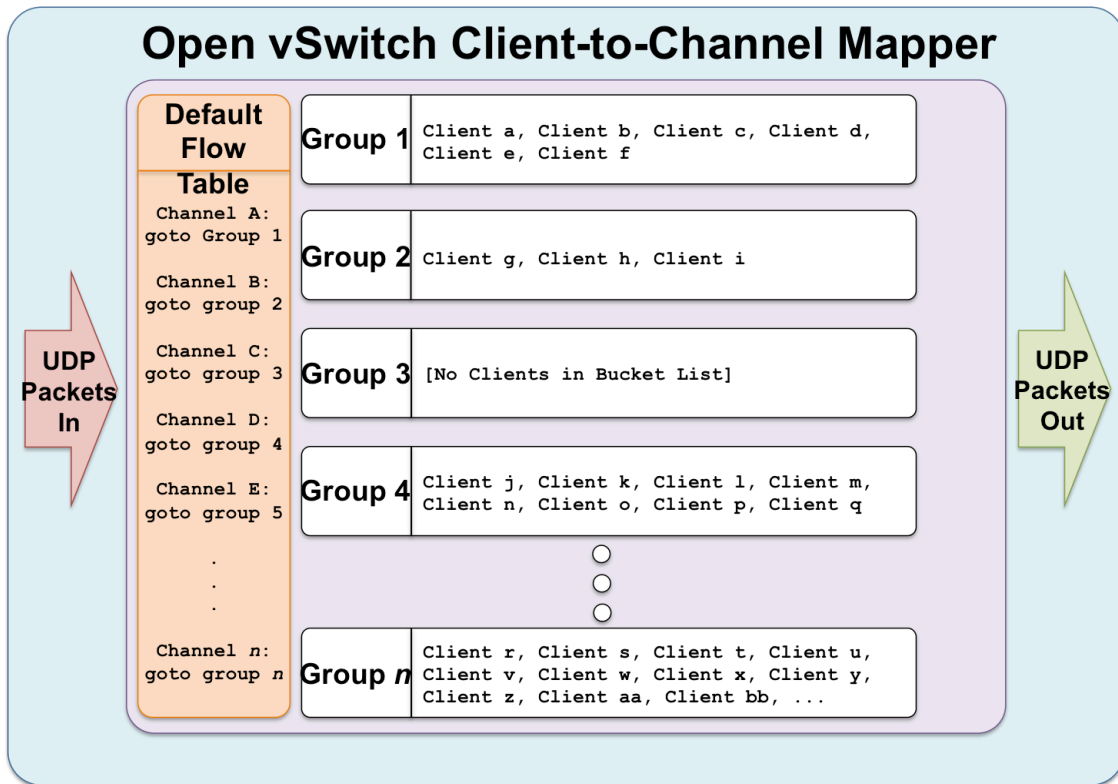 Open vSwitch Client-to-Channel Mapper
UDP
Packets
In
Default
Flow
Table
Channel A:
goto Group 1
Channel B:
goto group 2
Channel C:
goto group 3
Channel D:
goto group 4
Channel E:
goto group 5
.
.
.
Channel n:
goto group n
Group 1
Client a, Client b, Client c, Client d,
Client e, Client f
Group 2
Client g, Client h, Client i
Group 3
[No Clients in Bucket List]
Group 4
Client j, Client k, Client l, Client m,
Client n, Client o, Client p, Client q
Group n
Client r, Client s, Client t, Client u,
Client v, Client w, Client x, Client y,
Client z, Client aa, Client bb, ...
UDP
Packets
Out